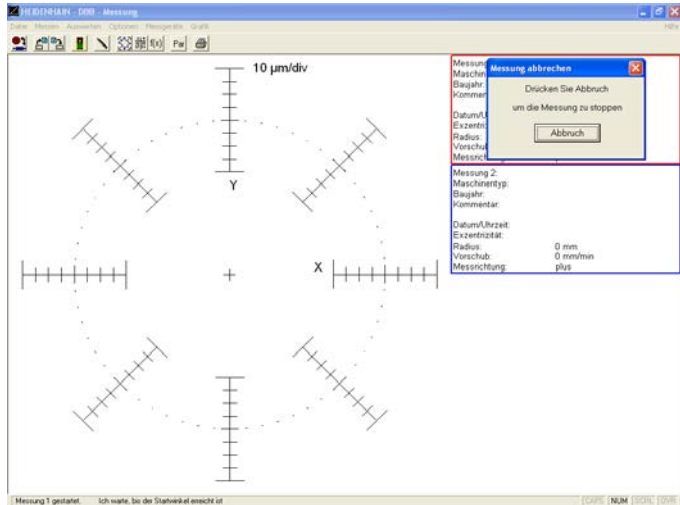 HEIDENHAIN - DBB - Messung
Datei Messen Auswerten Optionen Messgeräte Grafik Hilfe
f(x) Par
10 µm/div
Y
X
Messung
Maschin
Baujahr:
Kommen
Datum/U
Exzentri
Radius:
Vorschub
Messrichtung:
Messung abbrechen
Drücken Sie Abbruch
um die Messung zu stoppen
Abbruch
Messung 2:
Maschinentyp:
Baujahr:
Kommentar:
Datum/Uhrzeit:
Exzentrizität:
Radius: 0 mm
Vorschub: 0 mm/min
Messrichtung: plus
Messung 1 gestartet. Ich warte, bis der Startwinkel erreicht ist
CAPS NUM SCRL OVR